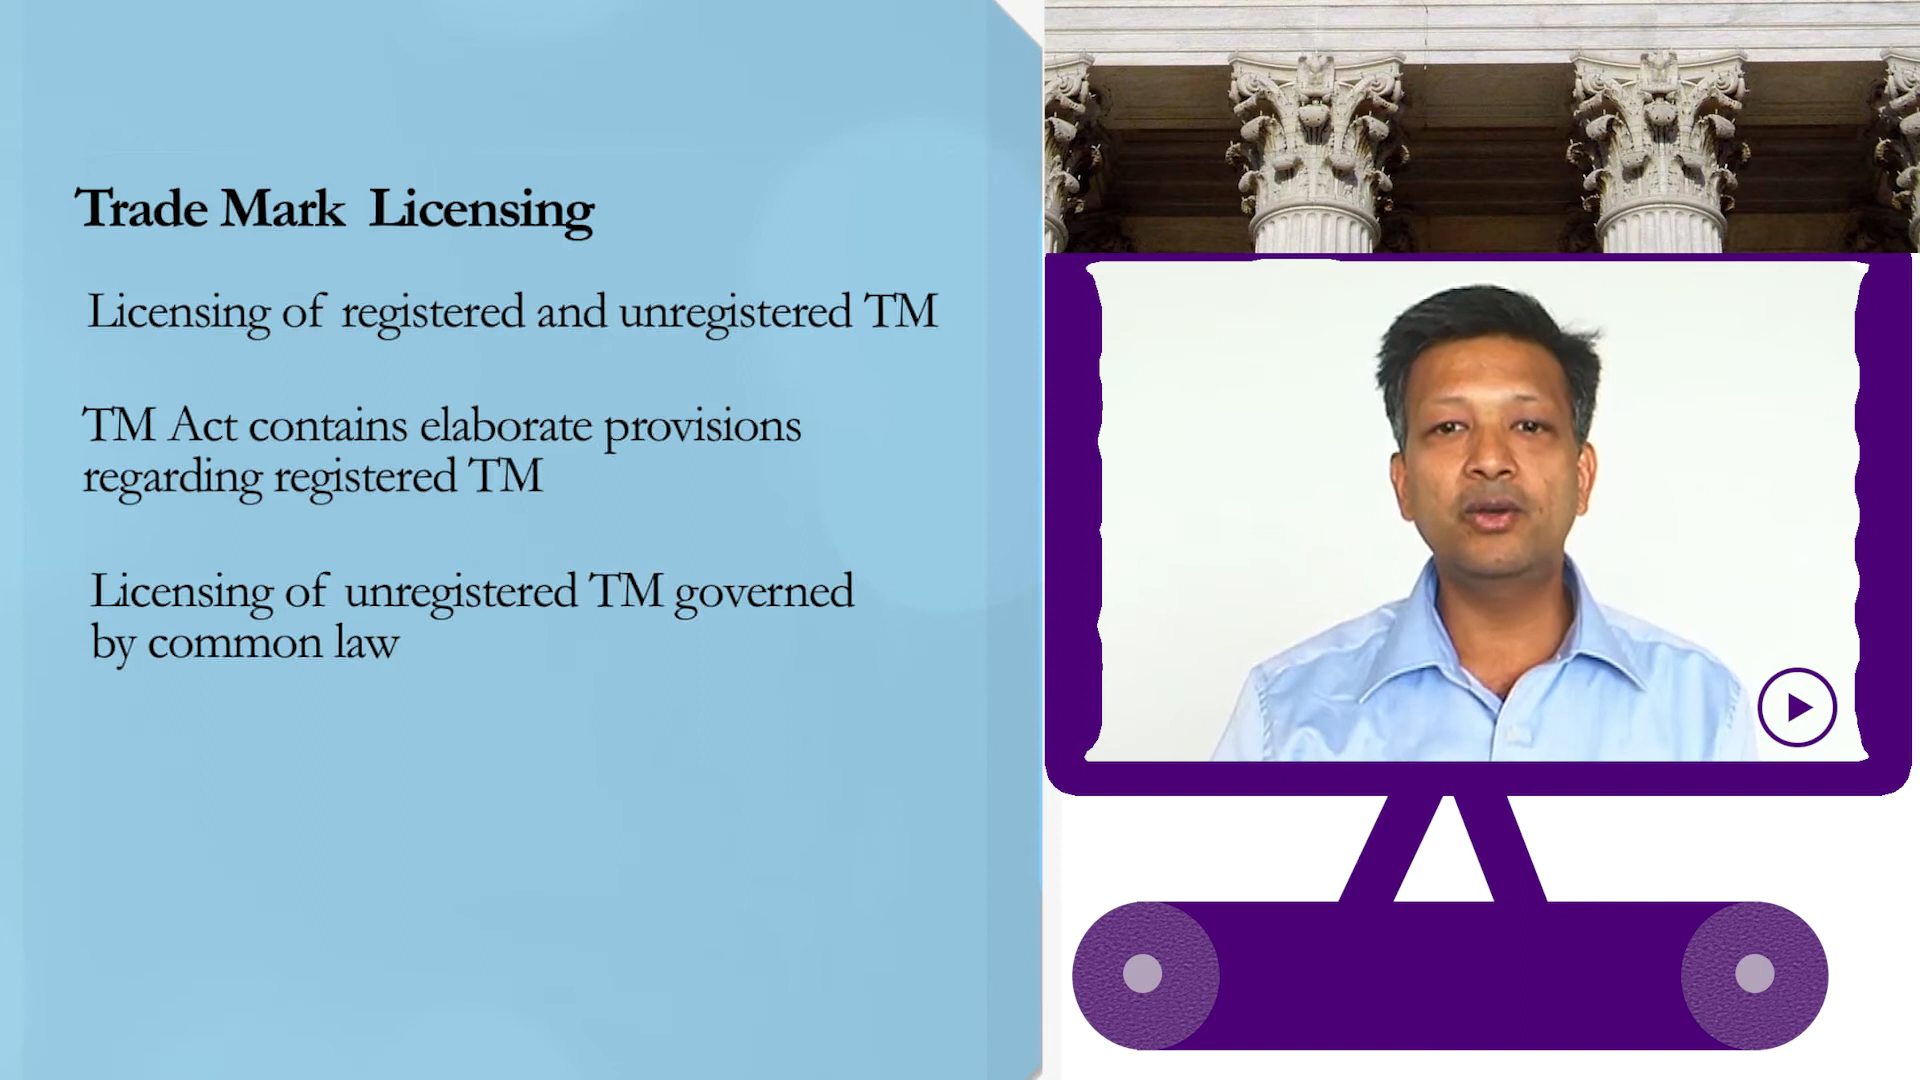 Trade Mark Licensing
Licensing of registered and unregistered TM
TM Act contains elaborate provisions
regarding registered TM
Licensing of unregistered TM governed
by common law